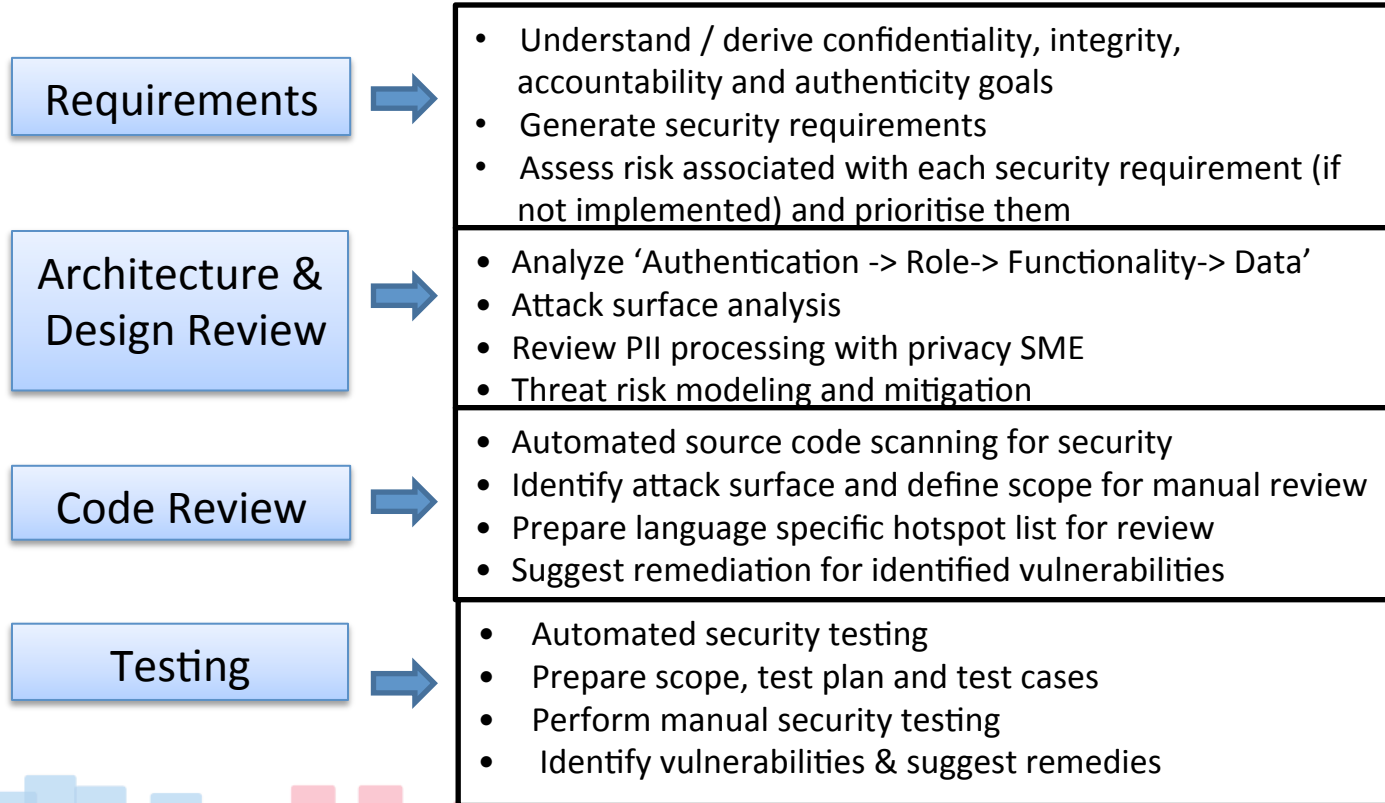 Requirements
• Understand / derive confidentiality, integrity,
accountability and authenticity goals
• Generate security requirements
• Assess risk associated with each security requirement (if
not implemented) and prioritise them
Architecture &
Design Review
• Analyze ‘Authentication -> Role-> Functionality-> Data’
• Attack surface analysis
• Review PII processing with privacy SME
• Threat risk modeling and mitigation
Code Review
• Automated source code scanning for security
• Identify attack surface and define scope for manual review
• Prepare language specific hotspot list for review
• Suggest remediation for identified vulnerabilities
Testing
• Automated security testing
• Prepare scope, test plan and test cases
• Perform manual security testing
• Identify vulnerabilities & suggest remedies